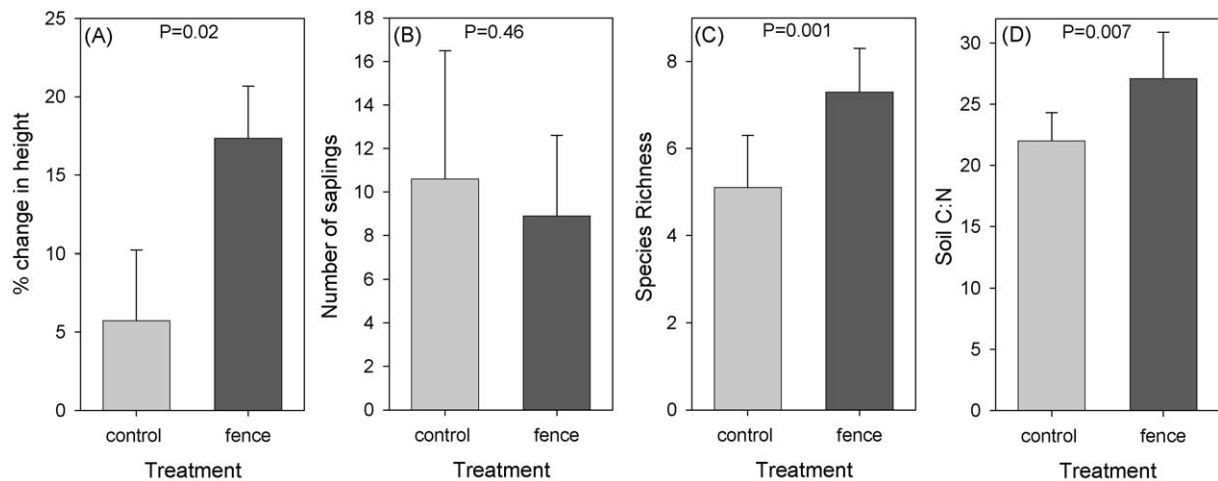 (A)
P=0.02
% change in height
25
20
15
10
5
0
control fence
Treatment
(B)
P=0.46
Number of saplings
18
16
14
12
10
8
6
4
2
0
control fence
Treatment
(C)
P=0.001
Species Richness
8
6
4
2
0
control fence
Treatment
(D)
P=0.007
Soil C:N
30
25
20
15
10
5
0
control fence
Treatment